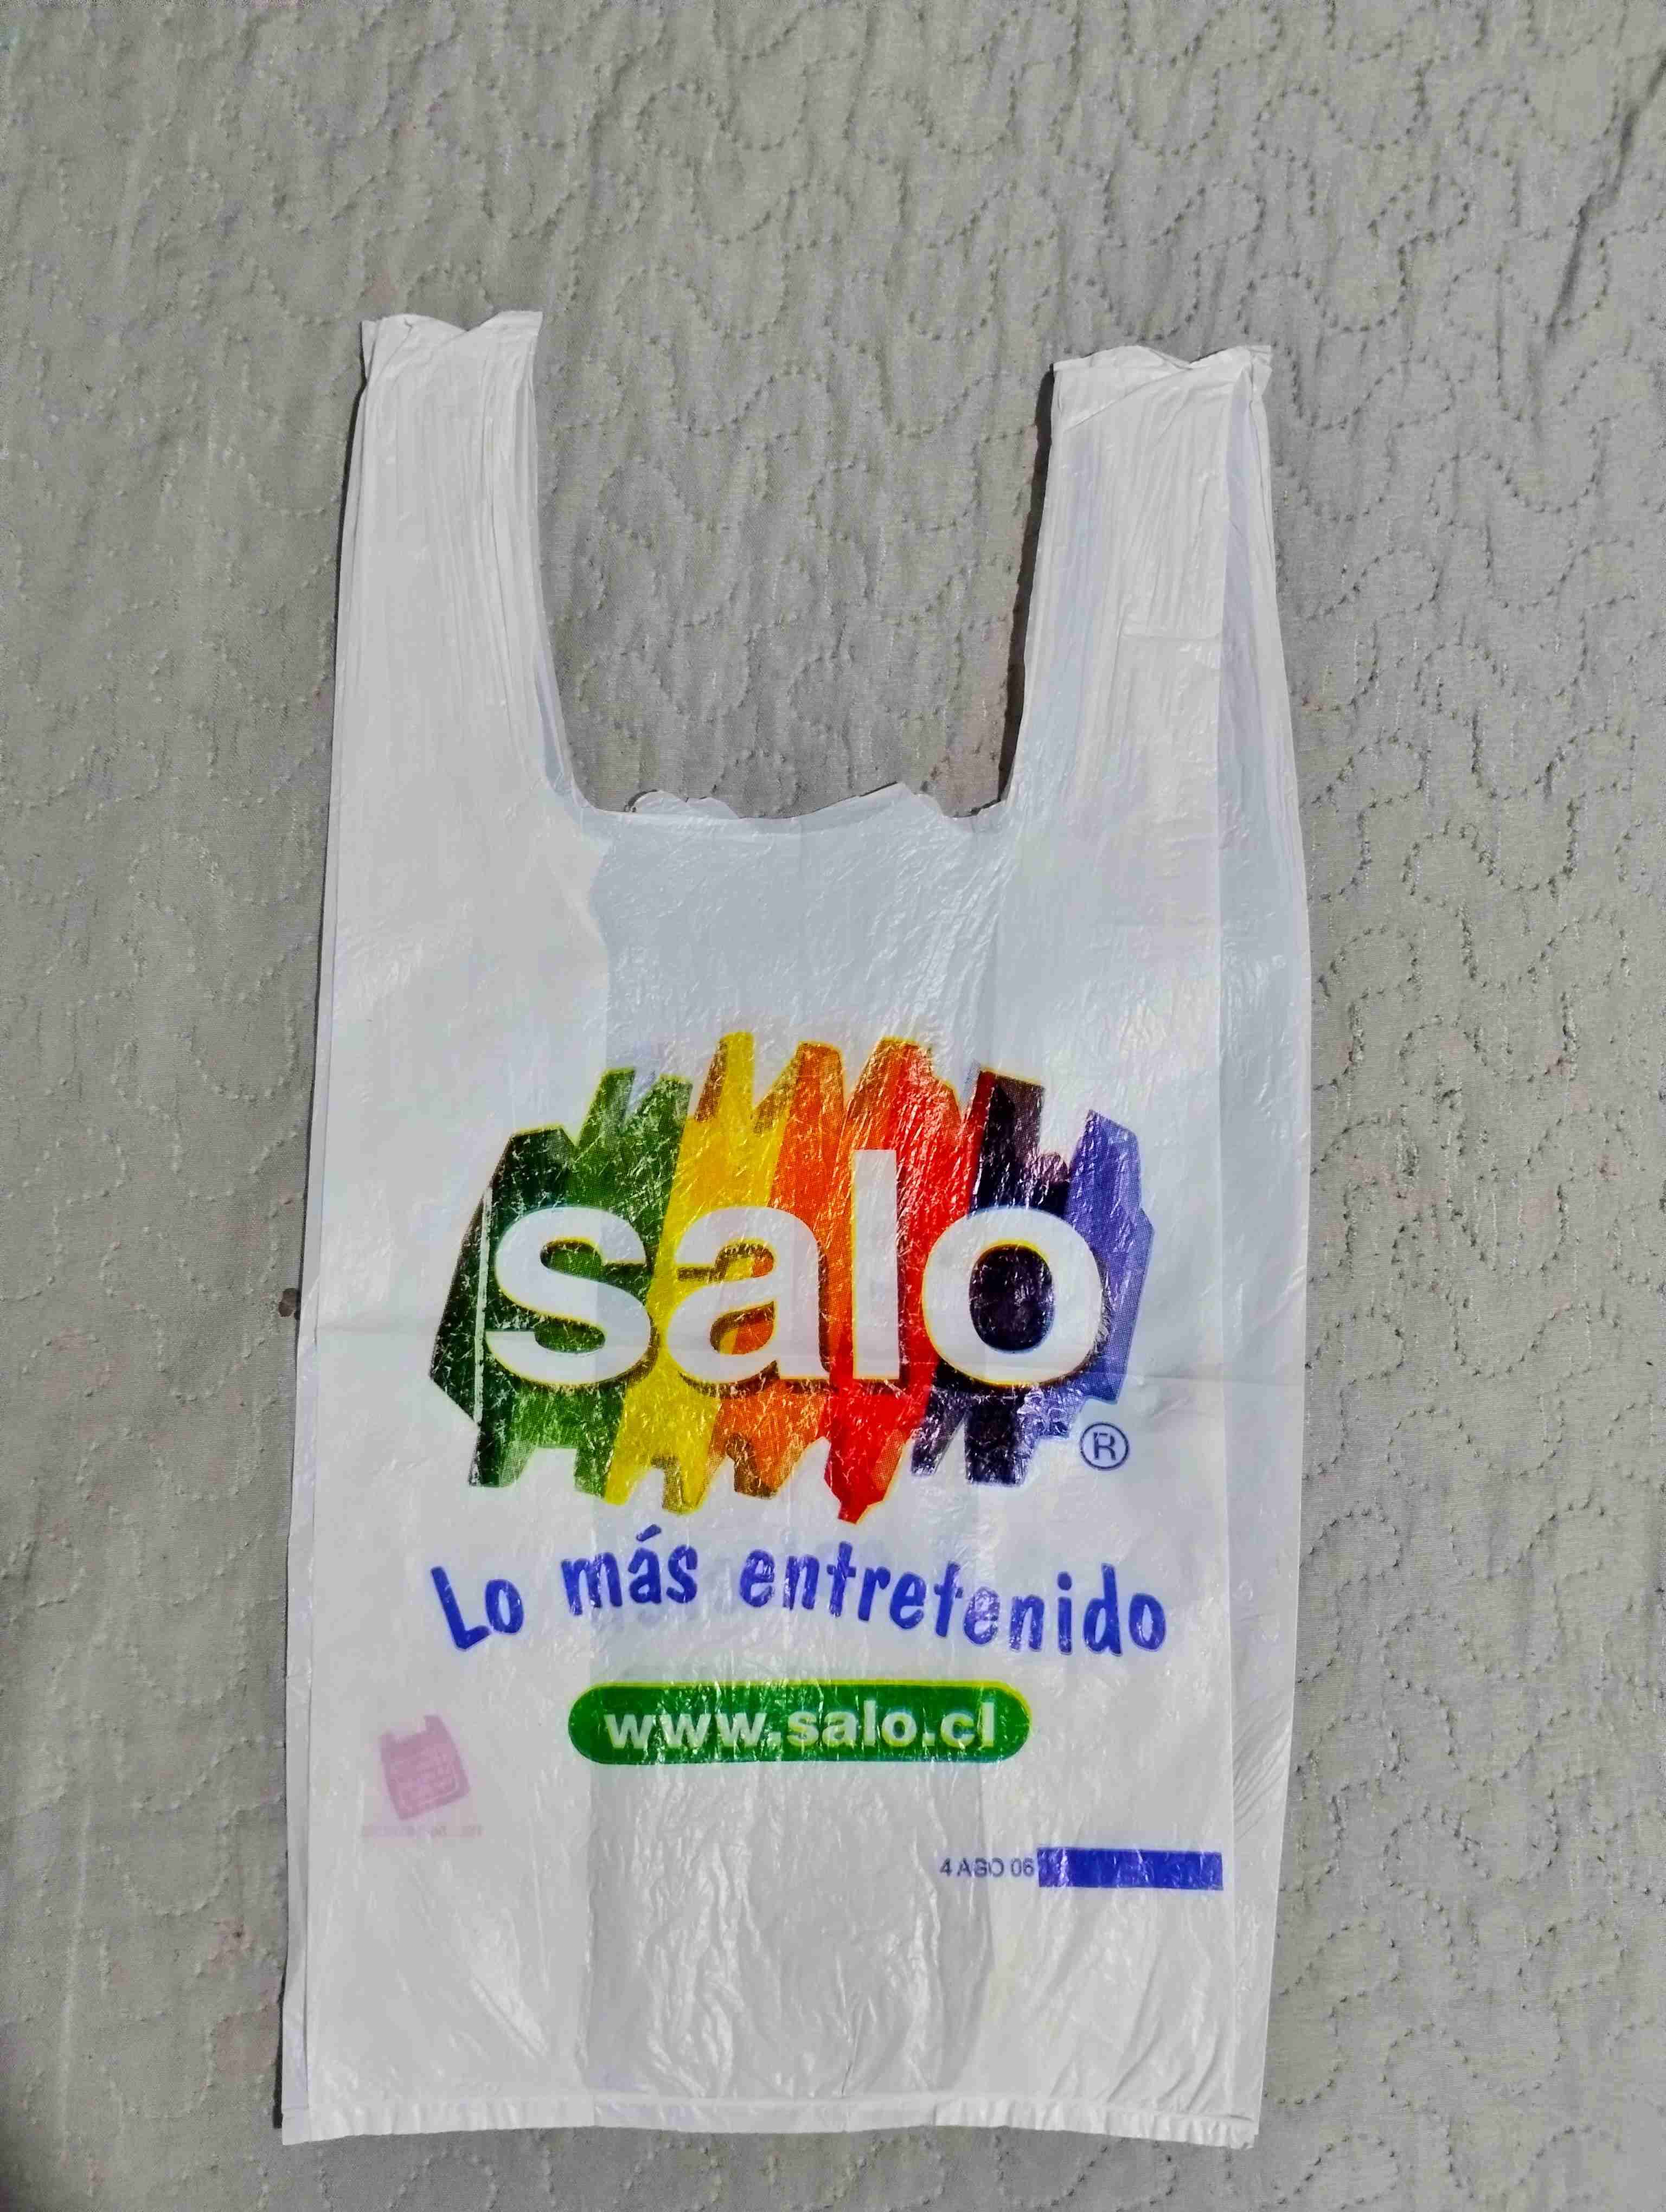 salo
®
Lo más entretenido
www.salo.cl
4 AGO 06